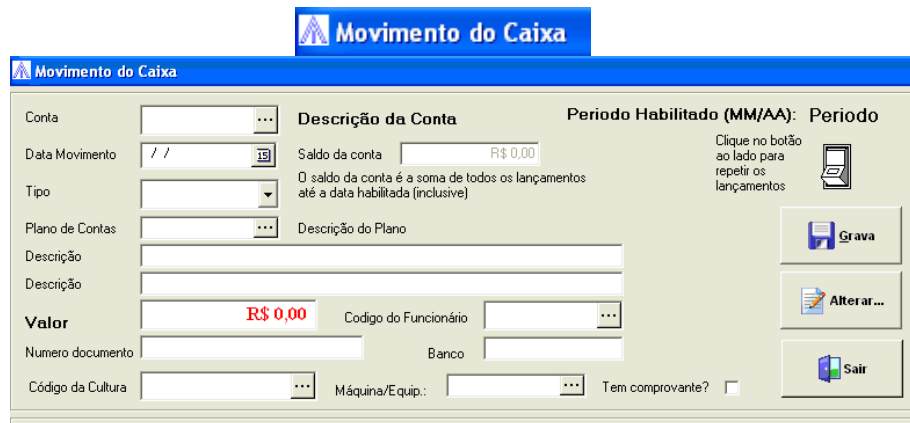 Movimento do Caixa
Movimento do Caixa
Conta
Descrição da Conta
Periodo Habilitado (MM/AA): Periodo
Data Movimento / / 15
Saldo da conta R$ 0,00
Clique no botão
ao lado para
repetir os
lançamentos
O saldo da conta é a soma de todos os lançamentos
até a data habilitada (inclusive)
Tipo
Plano de Contas ... Descrição do Plano
Grava
Descrição
Descrição
Alterar...
Valor R$ 0,00 Codigo do Funcionário ...
Numero documento Banco
Sair
Código da Cultura ... Máquina/Equip.: ... Tem comprovante?